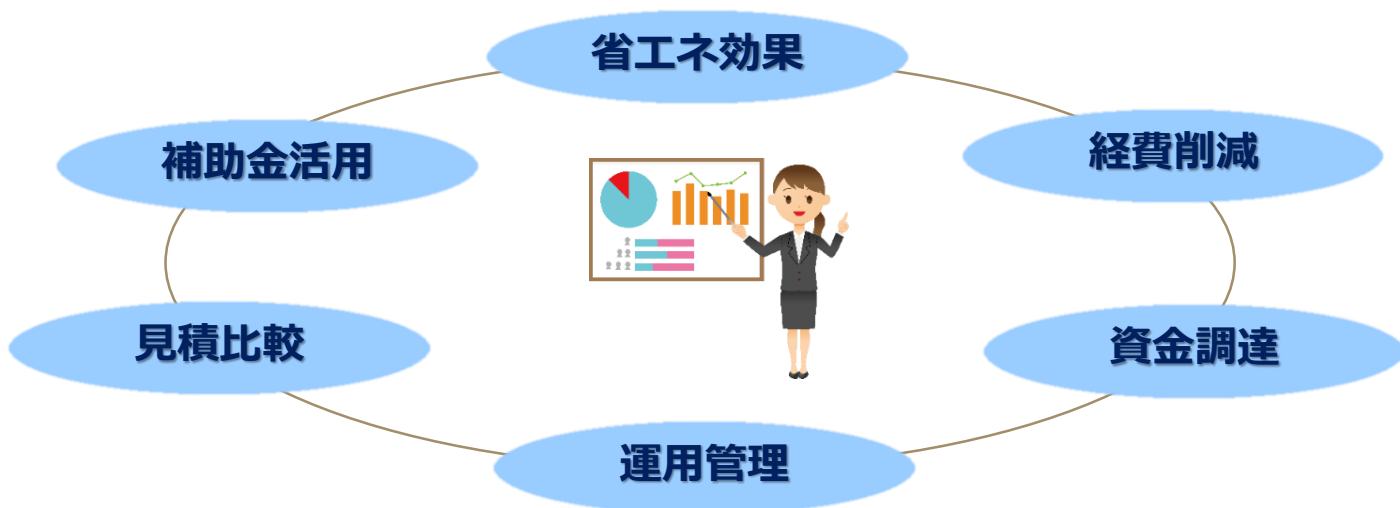 省エネ効果
補助金活用
経費削減
見積比較
資金調達
運用管理